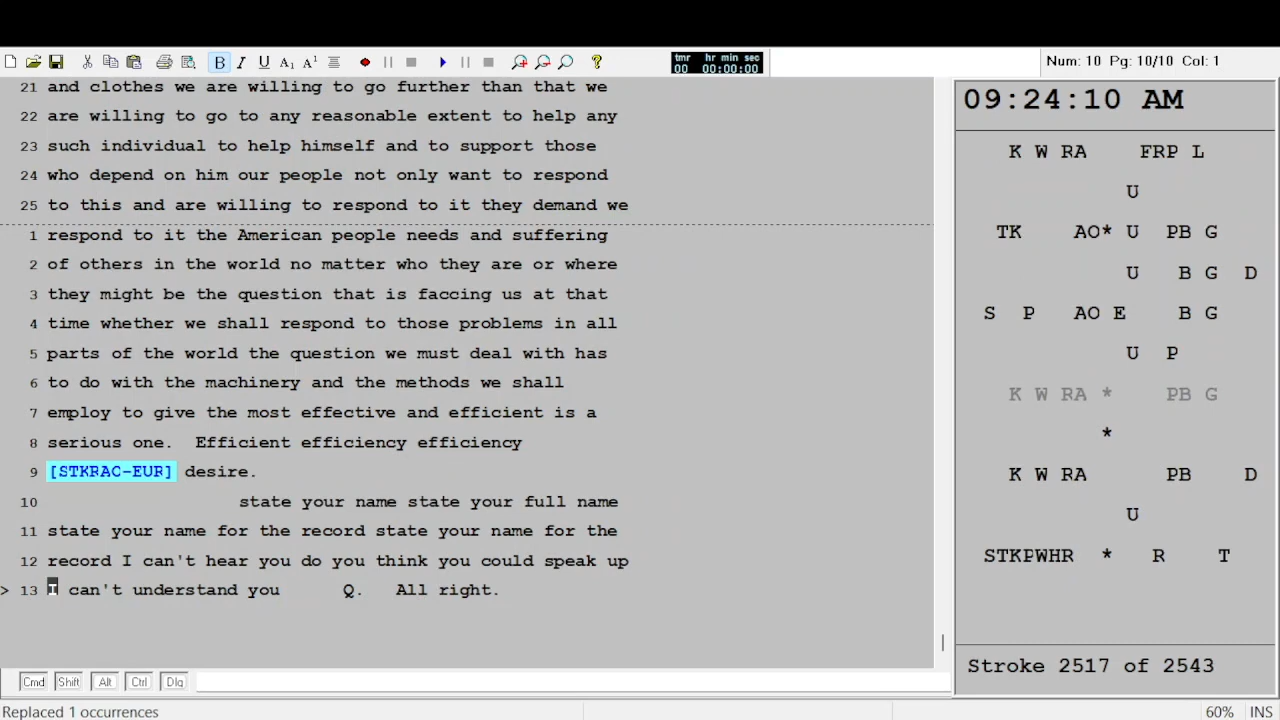 tmr hr min sec
00 00:00:00
Num: 10 Pg: 10/10 Col: 1
21 and clothes we are willing to go further than that we
22 are willing to go to any reasonable extent to help any
23 such individual to help himself and to support those
24 who depend on him our people not only want to respond
25 to this and are willing to respond to it they demand we
1 respond to it the American people needs and suffering
2 of others in the world no matter who they are or where
3 they might be the question that is faccing us at that
4 time whether we shall respond to those problems in all
5 parts of the world the question we must deal with has
6 to do with the machinery and the methods we shall
7 employ to give the most effective and efficient is a
8 serious one. Efficient efficiency efficiency
9 [STKRAO-EUR] desire.
10 state your name state your full name
11 state your name for the record state your name for the
12 record I can't hear you do you think you could speak up
> 13 I can't understand you Q. All right.
09:24:10 AM
K W RA FRP L
U
TK AO* U PB G
U B G D
S P AO E B G
U P
K W RA * PB G
*
K W RA PB D
U
STKPWHR * R T
Stroke 2517 of 2543
Cmd Shift Alt Ctrl Dlg
Replaced 1 occurrences
60% INS